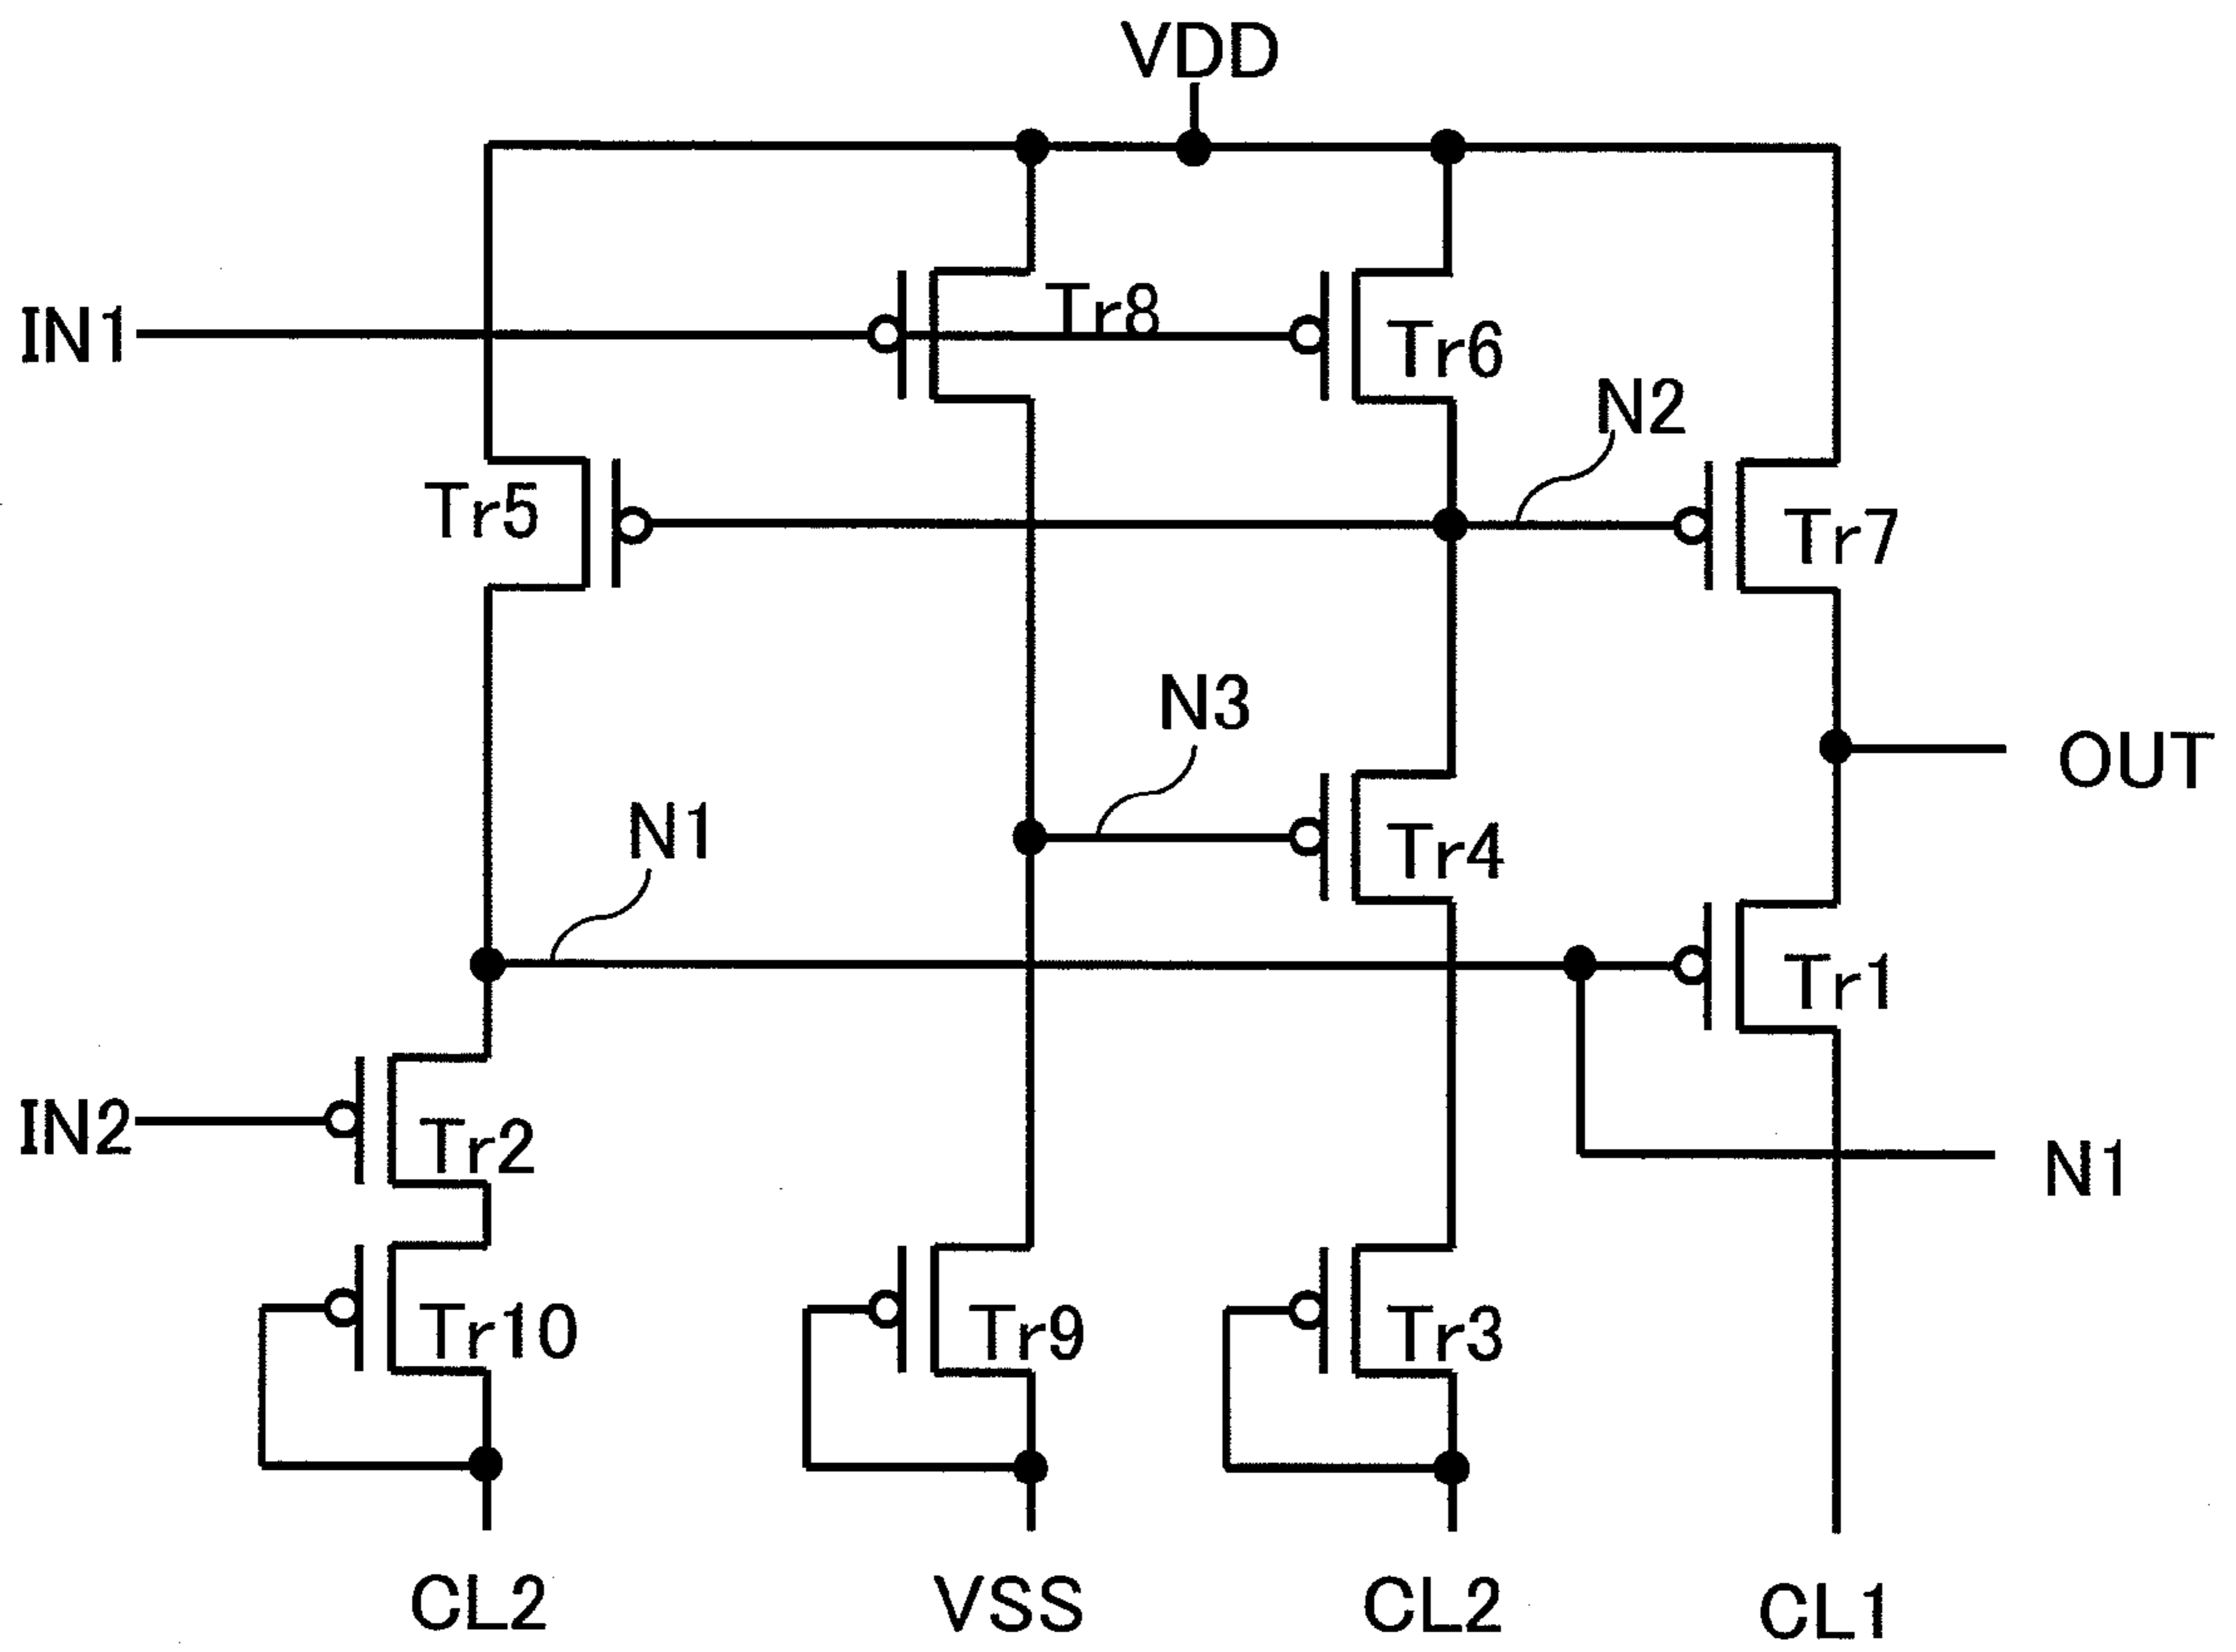 VDD
IN1
Tr8
Tr6
N2
Tr5
Tr7
N3
OUT
N1
Tr4
Tr1
IN2
Tr2
N1
Tr10
Tr9
Tr3
CL2
VSS
CL2
CL1